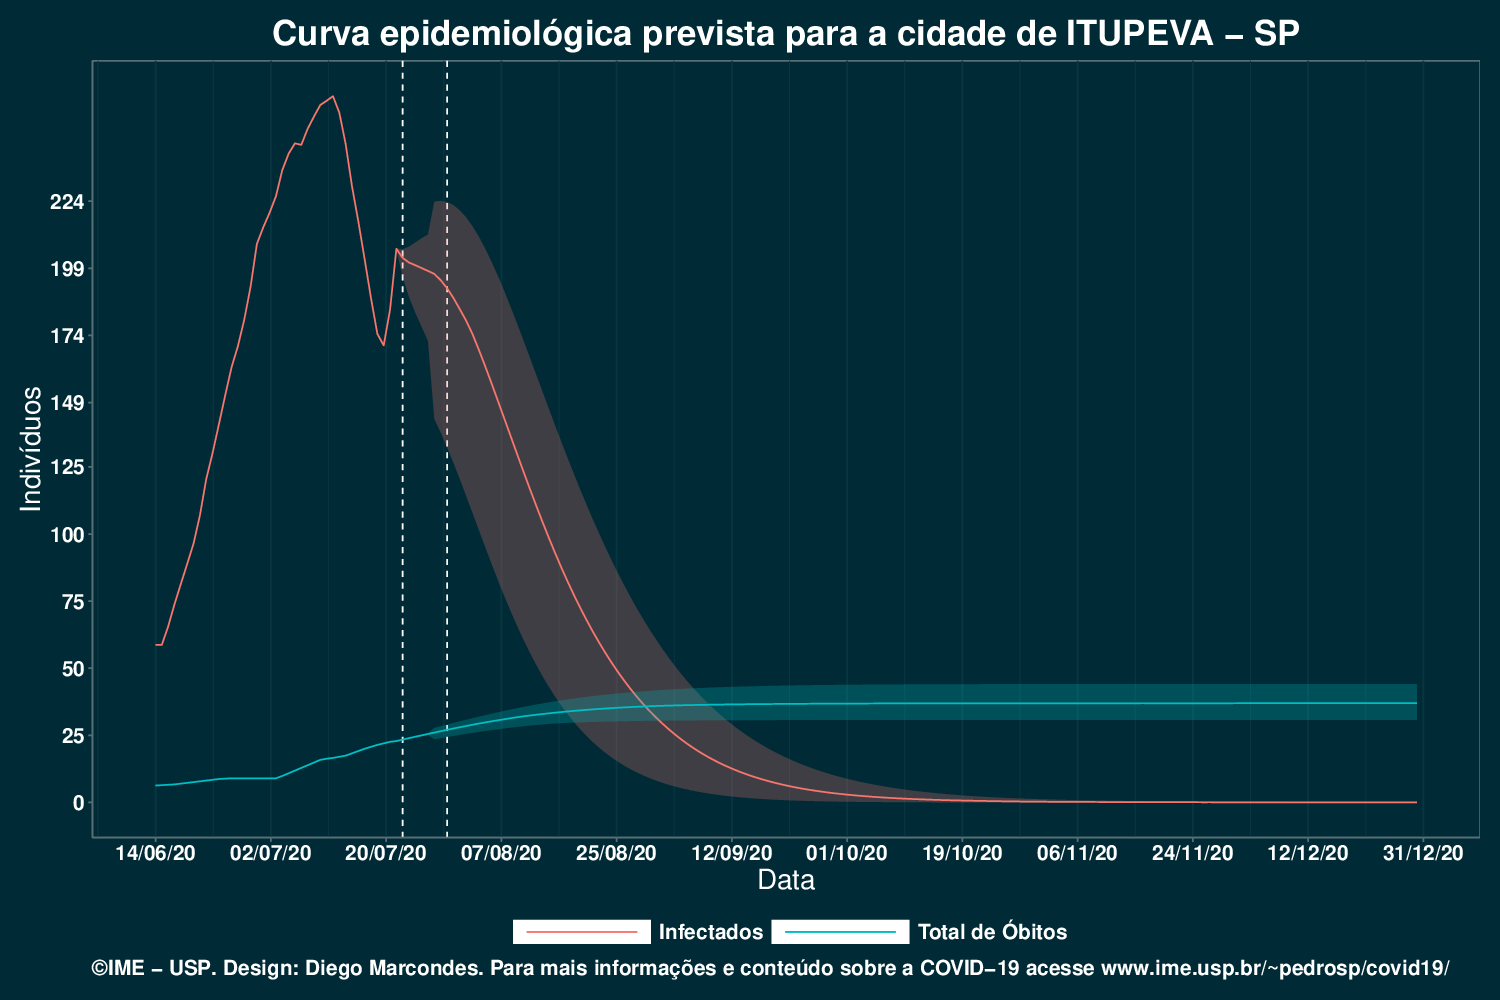 Curva epidemiológica prevista para a cidade de ITUPEVA – SP
Indivíduos
224
199
174
149
125
100
75
50
25
0
14/06/20 02/07/20 20/07/20 07/08/20 25/08/20 12/09/20 01/10/20 19/10/20 06/11/20 24/11/20 12/12/20 31/12/20
Data
Infectados Total de Óbitos
©IME – USP. Design: Diego Marcondes. Para mais informações e conteúdo sobre a COVID–19 acesse www.ime.usp.br/~pedrosp/covid19/